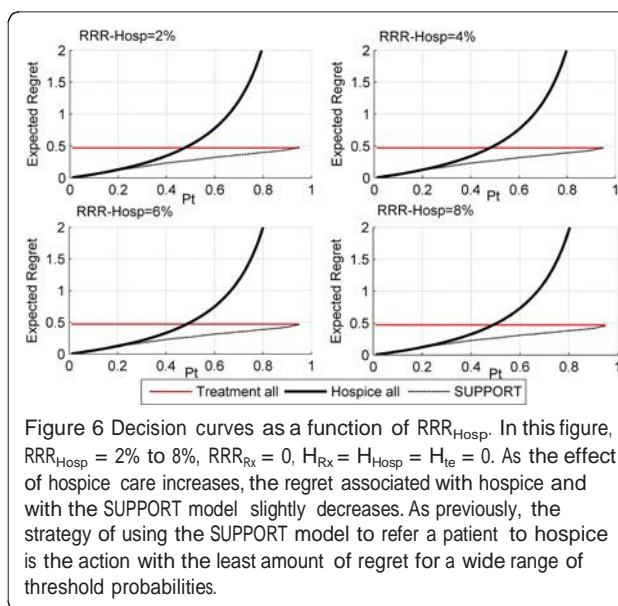 RRR-Hosp=2%
RRR-Hosp=4%
2
1.5
1
0.5
0
Expected Regret
0 0.2 0.4 0.6 0.8 1
Pt
2
1.5
1
0.5
0
Expected Regret
0 0.2 0.4 0.6 0.8 1
Pt
RRR-Hosp=6%
RRR-Hosp=8%
2
1.5
1
0.5
0
Expected Regret
0 0.2 0.4 0.6 0.8 1
Pt
2
1.5
1
0.5
0
Expected Regret
0 0.2 0.4 0.6 0.8 1
Pt
Treatment all Hospice all SUPPORT
Figure 6 Decision curves as a function of RRRHosp. In this figure,
RRRHosp = 2% to 8%, RRRRx = 0, HRx = HHosp = Hte = 0. As the effect
of hospice care increases, the regret associated with hospice and
with the SUPPORT model slightly decreases. As previously, the
strategy of using the SUPPORT model to refer a patient to hospice
is the action with the least amount of regret for a wide range of
threshold probabilities.